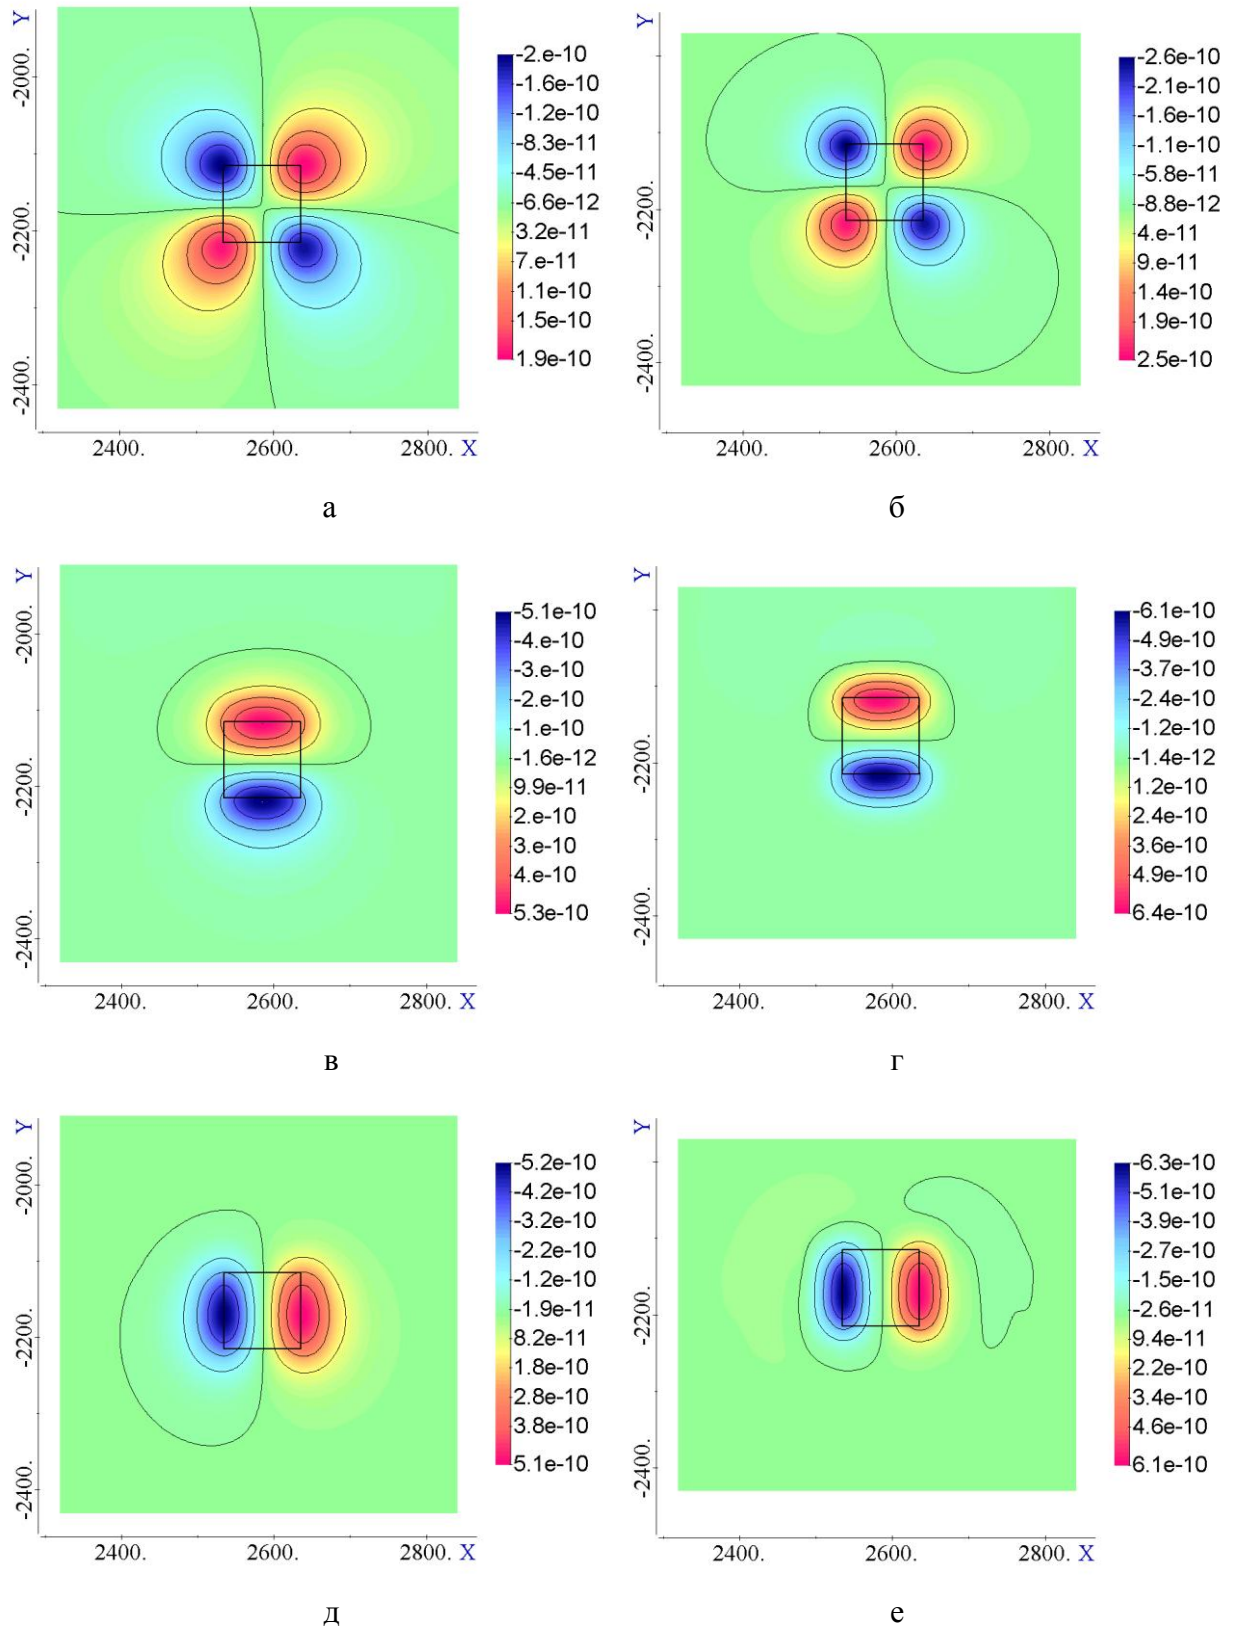 Y
-2000.
-2200.
-2400.
2400.
2600.
2800.
X
-2.e-10
-1.6e-10
-1.2e-10
-8.3e-11
-4.5e-11
-6.6e-12
3.2e-11
7.e-11
1.1e-10
1.5e-10
1.9e-10
а
Y
-2200.
-2400.
2400.
2600.
2800.
X
-2.6e-10
-2.1e-10
-1.6e-10
-1.1e-10
-5.8e-11
-8.8e-12
4.e-11
9.e-11
1.4e-10
1.9e-10
2.5e-10
б
Y
-2000.
-2200.
-2400.
2400.
2600.
2800.
X
-5.1e-10
-4.e-10
-3.e-10
-2.e-10
-1.e-10
-1.6e-12
9.9e-11
2.e-10
3.e-10
4.e-10
5.3e-10
в
Y
-2200.
-2400.
2400.
2600.
2800.
X
-6.1e-10
-4.9e-10
-3.7e-10
-2.4e-10
-1.2e-10
-1.4e-12
1.2e-10
2.4e-10
3.6e-10
4.9e-10
6.4e-10
г
Y
-2000.
-2200.
-2400.
2400.
2600.
2800.
X
-5.2e-10
-4.2e-10
-3.2e-10
-2.2e-10
-1.2e-10
-1.9e-11
8.2e-11
1.8e-10
2.8e-10
3.8e-10
5.1e-10
д
Y
-2200.
-2400.
2400.
2600.
2800.
X
-6.3e-10
-5.1e-10
-3.9e-10
-2.7e-10
-1.5e-10
-2.6e-11
9.4e-11
2.2e-10
3.4e-10
4.6e-10
6.1e-10
е